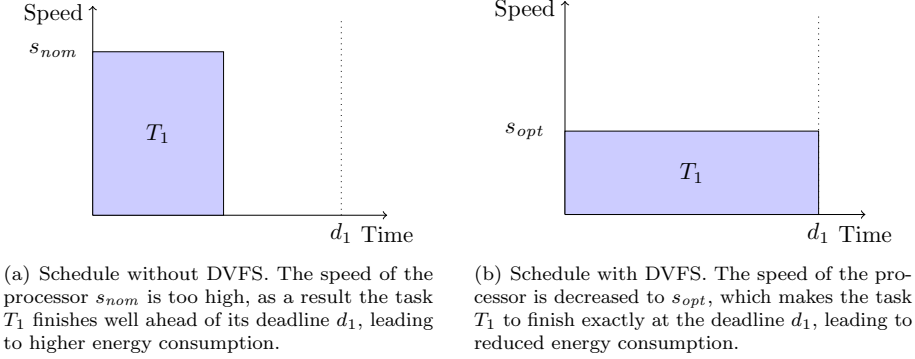 Speed
s_nom
T_1
d_1 Time
(a) Schedule without DVFS. The speed of the
processor s_nom is too high, as a result the task
T_1 finishes well ahead of its deadline d_1, leading
to higher energy consumption.
Speed
s_opt
T_1
d_1 Time
(b) Schedule with DVFS. The speed of the pro-
cessor is decreased to s_opt, which makes the task
T_1 to finish exactly at the deadline d_1, leading to
reduced energy consumption.